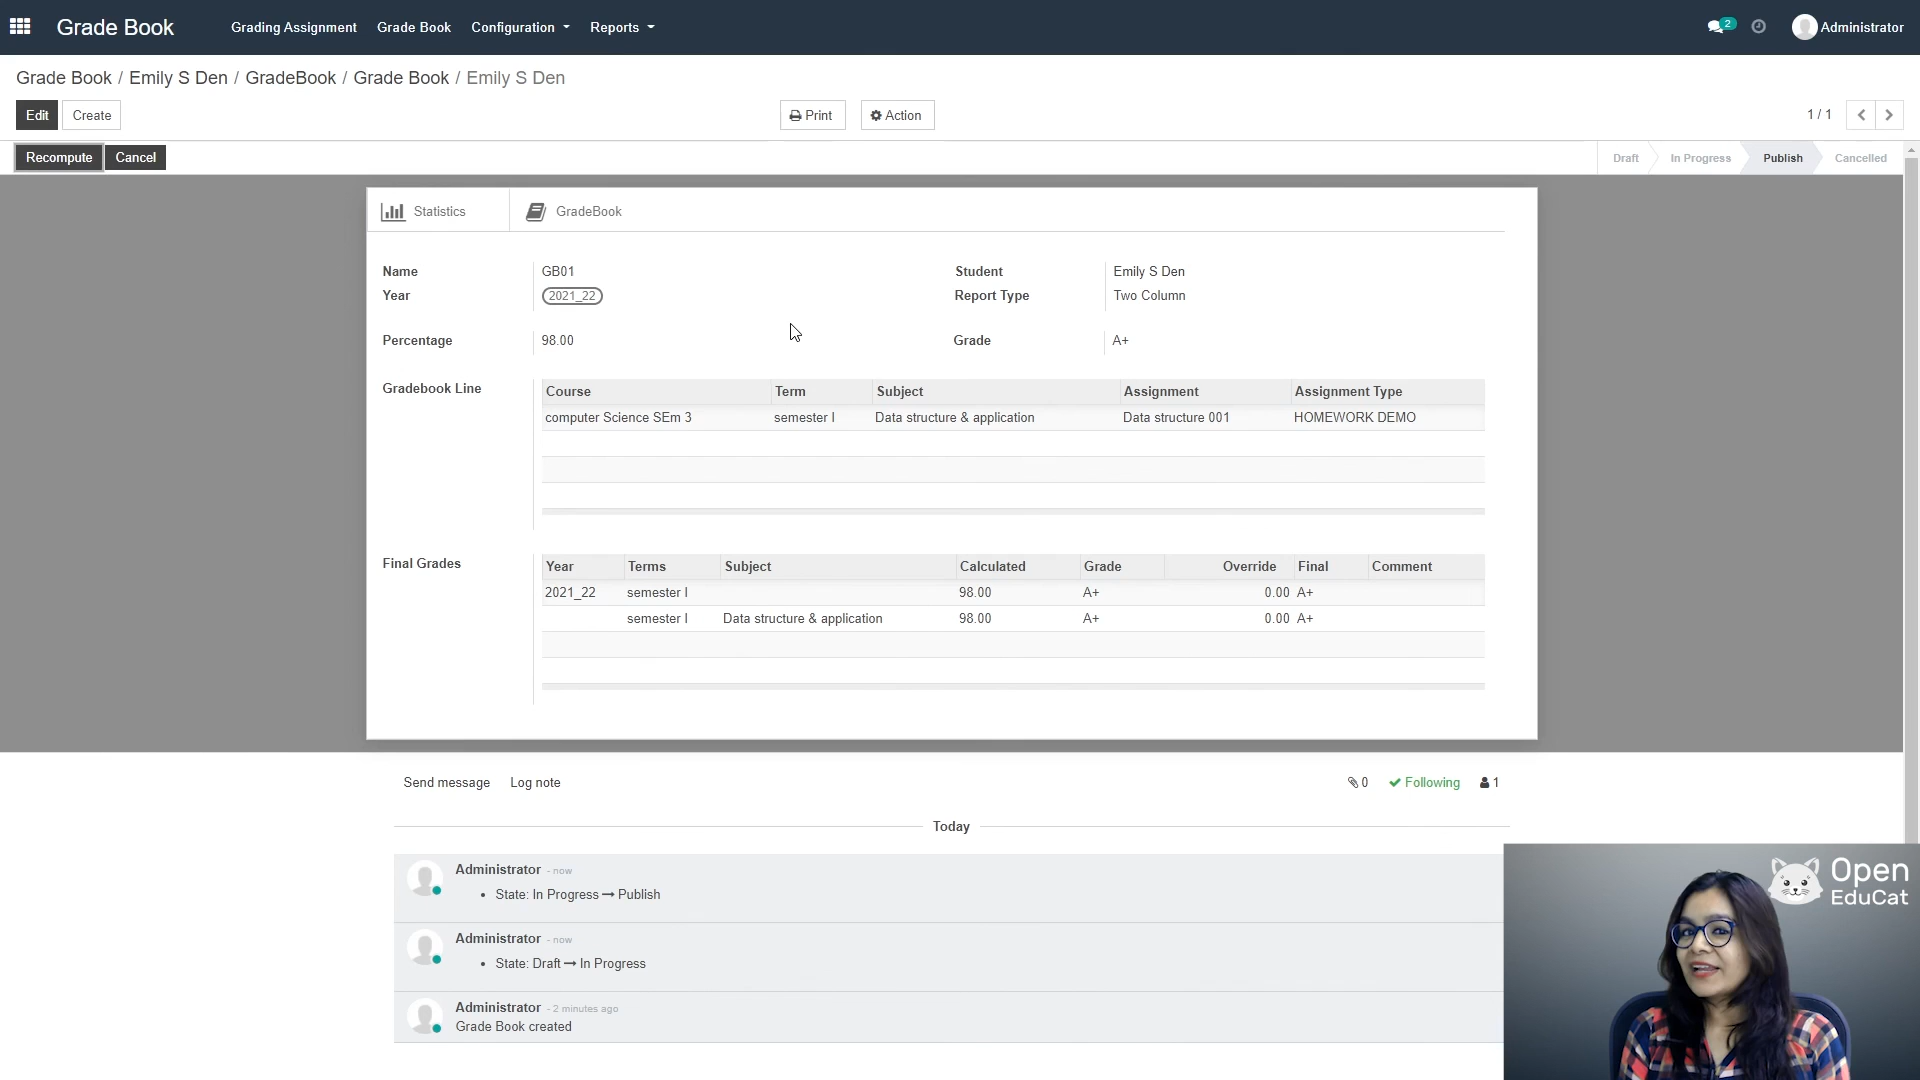 Grade Book Grading Assignment Grade Book Configuration Reports 2 Administrator
Grade Book / Emily S Den / GradeBook / Grade Book / Emily S Den
Edit Create Print Action 1 / 1
Recompute Cancel Draft In Progress Publish Cancelled
Statistics GradeBook
Name GB01 Student Emily S Den
Year 2021_22 Report Type Two Column
Percentage 98.00 Grade A+
Gradebook Line Course Term Subject Assignment Assignment Type
computer Science SEm 3 semester I Data structure & application Data structure 001 HOMEWORK DEMO
Final Grades Year Terms Subject Calculated Grade Override Final Comment
2021_22 semester I 98.00 A+ 0.00 A+
semester I Data structure & application 98.00 A+ 0.00 A+
Send message Log note 0 Following 1
Today
Administrator - now
• State: In Progress → Publish
Administrator - now
• State: Draft → In Progress
Administrator - 2 minutes ago
Grade Book created
Open
EduCat